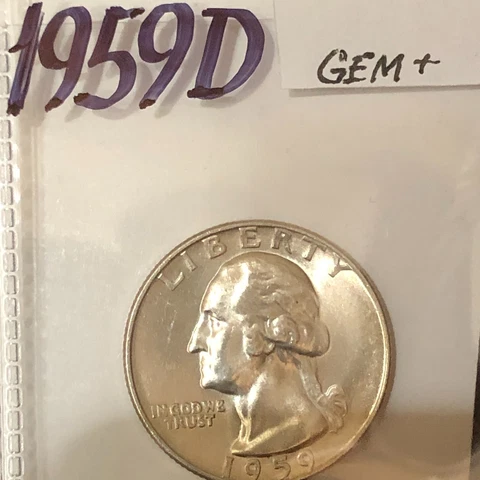 1959D
GEM+
LIBERTY
IN GOD WE
TRUST
1959